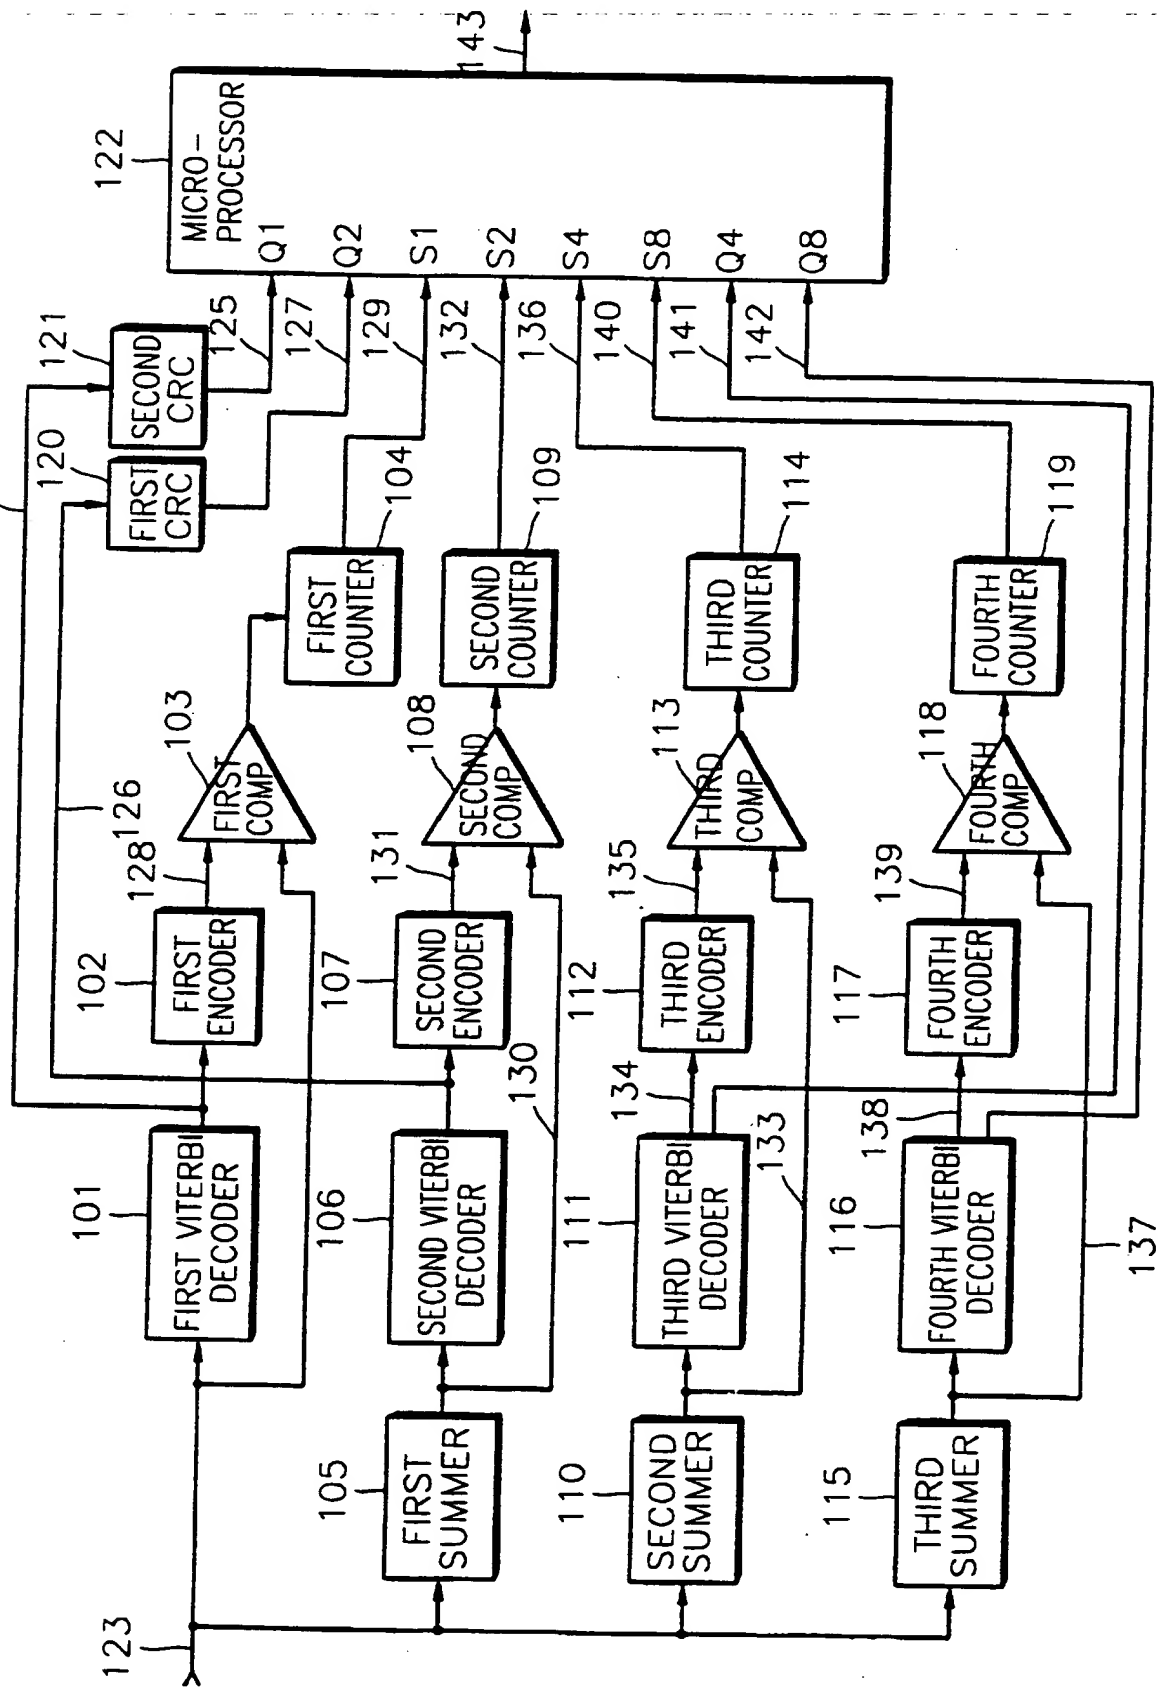 143
122
MICRO-
PROCESSOR
Q1
Q2
S1
S2
S4
S8
Q4
Q8
121
SECOND
CRC
120
FIRST
CRC
125
127
129
132
136
140
141
142
126
123
101
FIRST VITERBI
DECODER
102
FIRST
ENCODER
128
103
FIRST
COMP
FIRST
COUNTER
104
105
FIRST
SUMMER
106
SECOND VITERBI
DECODER
107
SECOND
ENCODER
130
131
108
SECOND
COMP
SECOND
COUNTER
109
110
SECOND
SUMMER
111
THIRD VITERBI
DECODER
134
133
112
THIRD
ENCODER
135
113
THIRD
COMP
THIRD
COUNTER
114
115
THIRD
SUMMER
116
FOURTH VITERBI
DECODER
138
137
117
FOURTH
ENCODER
139
118
FOURTH
COMP
FOURTH
COUNTER
119